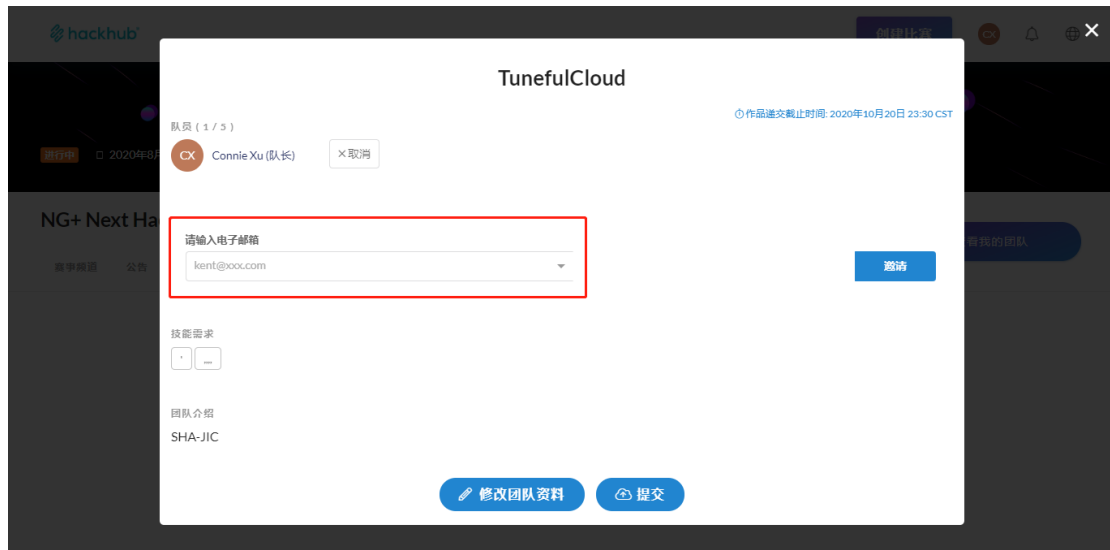 hackhub
创建比赛
CX
TunefulCloud
作品递交截止时间: 2020年10月20日 23:30 CST
队员 ( 1 / 5 )
CX Connie Xu (队长) ×取消
进行中 2020年8月
NG+ Next Ha
看我的团队
赛事频道 公告
请输入电子邮箱
kent@xxx.com
邀请
技能需求
团队介绍
SHA-JIC
修改团队资料 提交